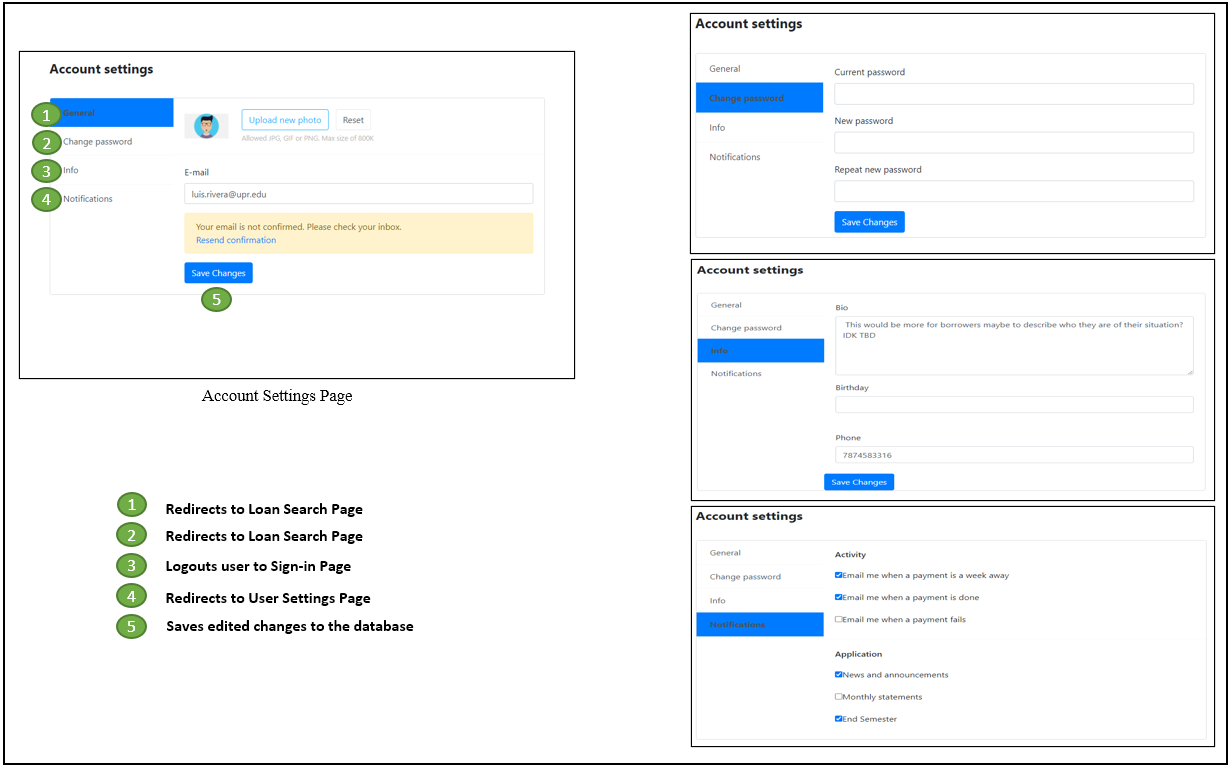 Account settings
1 General
2 Change password
3 Info
4 Notifications
Upload new photo Reset
Allowed JPG, GIF or PNG. Max size of 800K
E-mail
luis.rivera@upr.edu
Your email is not confirmed. Please check your inbox.
Resend confirmation
Save Changes
5
Account Settings Page
1 Redirects to Loan Search Page
2 Redirects to Loan Search Page
3 Logouts user to Sign-in Page
4 Redirects to User Settings Page
5 Saves edited changes to the database
Account settings
General
Change password
Info
Notifications
Current password
New password
Repeat new password
Save Changes
Account settings
General
Change password
Info
Notifications
Bio
This would be more for borrowers maybe to describe who they are of their situation?
IDK TBD
Birthday
Phone
7874583316
Save Changes
Account settings
General
Change password
Info
Notifications
Activity
Email me when a payment is a week away
Email me when a payment is done
Email me when a payment fails
Application
News and announcements
Monthly statements
End Semester